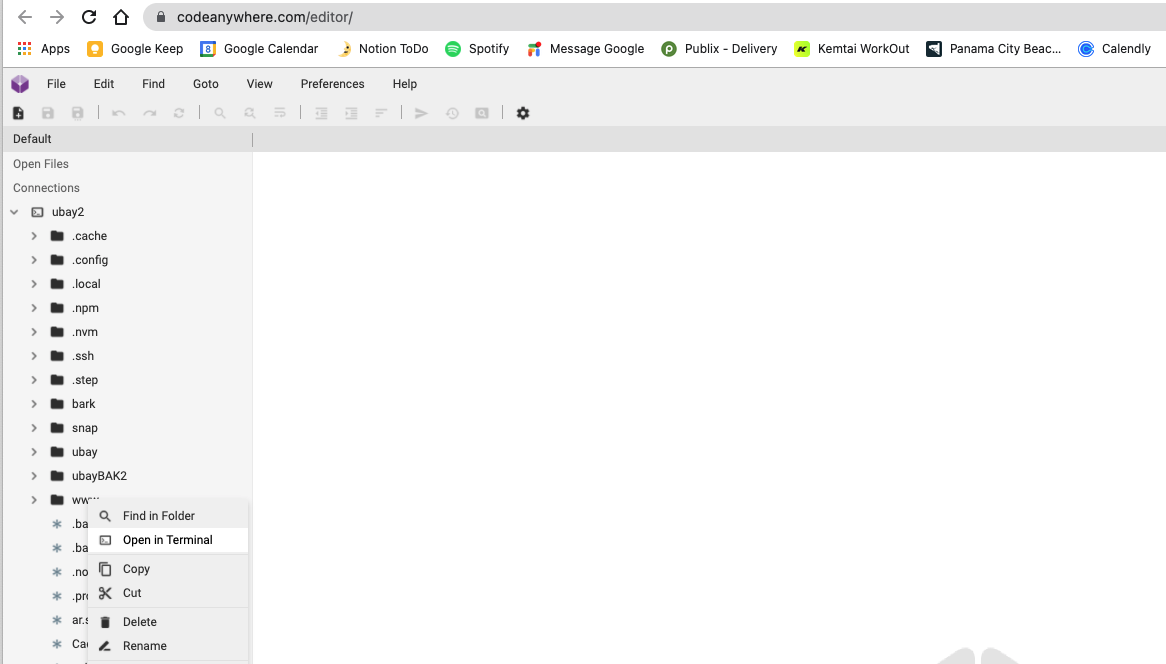 codeanywhere.com/editor/
Apps Google Keep 8 Google Calendar Notion ToDo Spotify Message Google Publix - Delivery Kemtai WorkOut Panama City Beac... Calendly
File Edit Find Goto View Preferences Help
Default
Open Files
Connections
ubay2
.cache
.config
.local
.npm
.nvm
.ssh
.step
bark
snap
ubay
ubayBAK2
www
Find in Folder
.ba
Open in Terminal
.ba
Copy
.no
Cut
.pro
Delete
ar.s
Rename
Cad